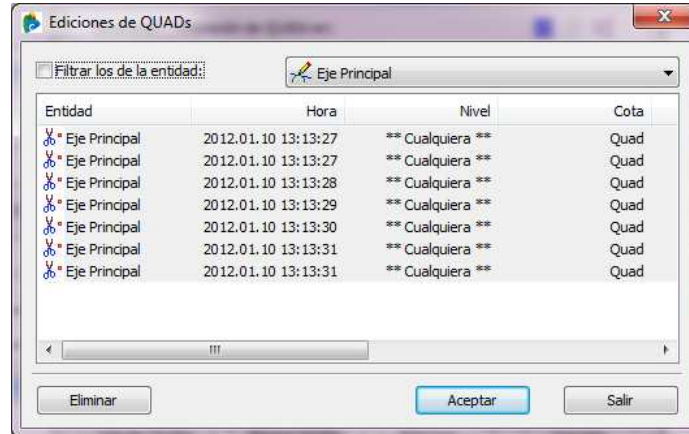 Ediciones de QUADs
Filtrar los de la entidad:
Eje Principal
Entidad Hora Nivel Cota
Eje Principal 2012.01.10 13:13:27 ** Cualquiera ** Quad
Eje Principal 2012.01.10 13:13:27 ** Cualquiera ** Quad
Eje Principal 2012.01.10 13:13:28 ** Cualquiera ** Quad
Eje Principal 2012.01.10 13:13:29 ** Cualquiera ** Quad
Eje Principal 2012.01.10 13:13:30 ** Cualquiera ** Quad
Eje Principal 2012.01.10 13:13:31 ** Cualquiera ** Quad
Eje Principal 2012.01.10 13:13:31 ** Cualquiera ** Quad
Eliminar Aceptar Salir